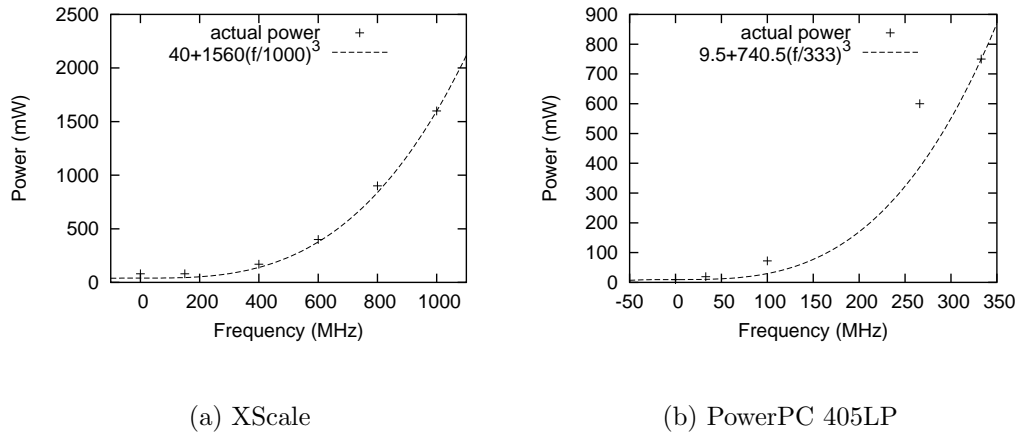 actual power
40+1560(f/1000)³
2500
2000
1500
1000
500
0
Power (mW)
0 200 400 600 800 1000
Frequency (MHz)
(a) XScale
actual power
9.5+740.5(f/333)³
900
800
700
600
500
400
300
200
100
0
Power (mW)
-50 0 50 100 150 200 250 300 350
Frequency (MHz)
(b) PowerPC 405LP